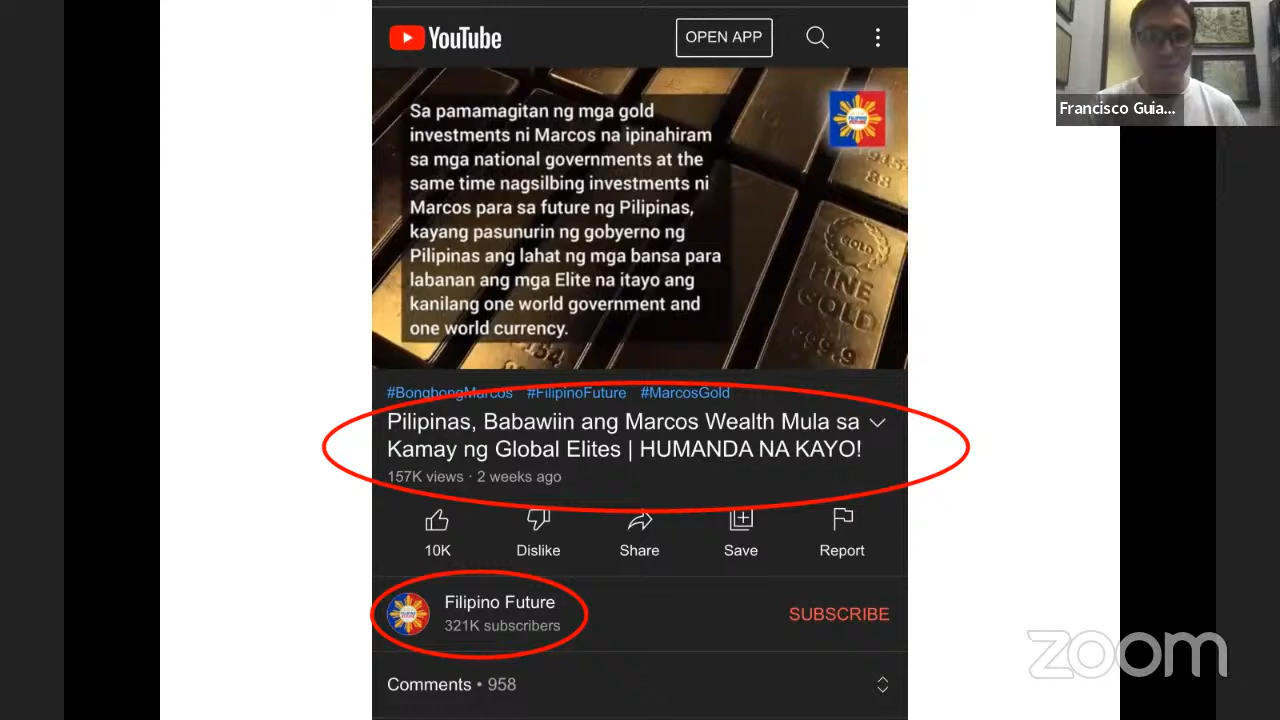 YouTube
OPEN APP
Francisco Guia...
Sa pamamagitan ng mga gold
investments ni Marcos na ipinahiram
sa mga national governments at the
same time nagsilbing investments ni
Marcos para sa future ng Pilipinas,
kayang pasunurin ng gobyerno ng
Pilipinas ang lahat ng mga bansa para
labanan ang mga Elite na itayo ang
kanilang one world government and
one world currency.
GOLD
FINE
GOLD
999.9
#BongbongMarcos #FilipinoFuture #MarcosGold
Pilipinas, Babawiin ang Marcos Wealth Mula sa
Kamay ng Global Elites | HUMANDA NA KAYO!
157K views · 2 weeks ago
10K Dislike Share Save Report
Filipino Future
321K subscribers
SUBSCRIBE
zoom
Comments • 958